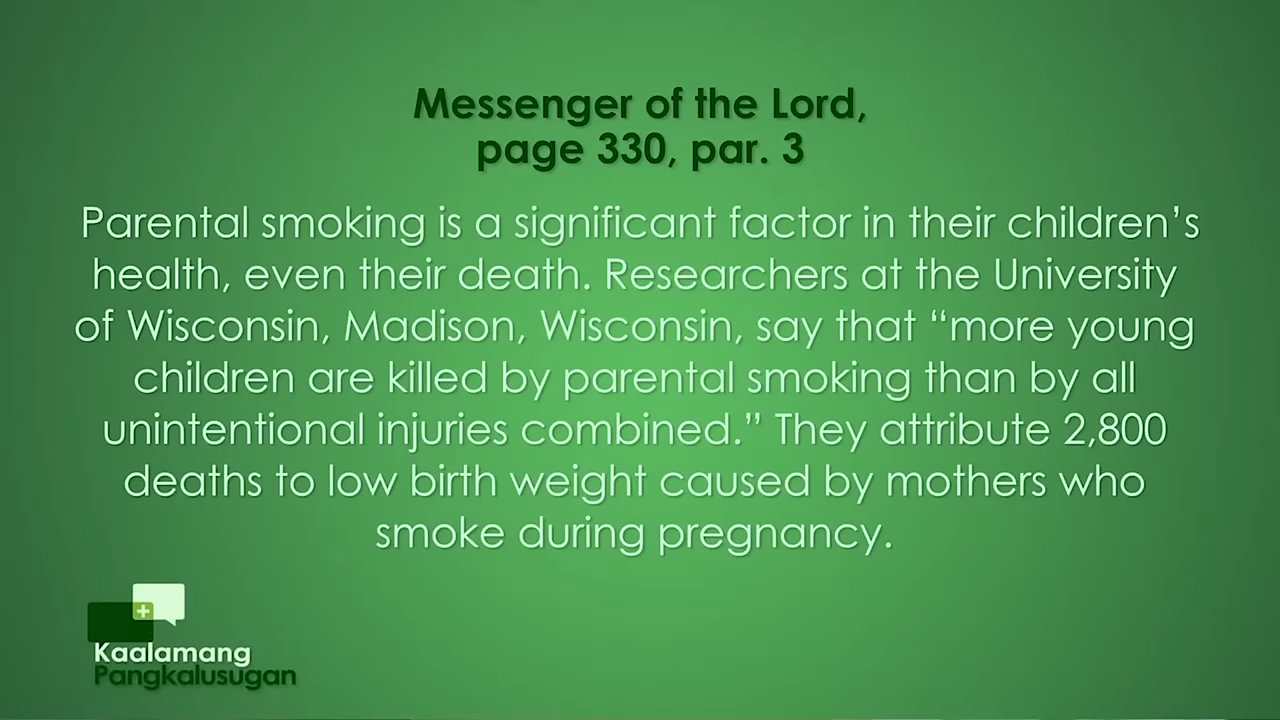 Messenger of the Lord,
page 330, par. 3
Parental smoking is a significant factor in their children’s
health, even their death. Researchers at the University
of Wisconsin, Madison, Wisconsin, say that “more young
children are killed by parental smoking than by all
unintentional injuries combined.” They attribute 2,800
deaths to low birth weight caused by mothers who
smoke during pregnancy.
Kaalamang
Pangkalusugan